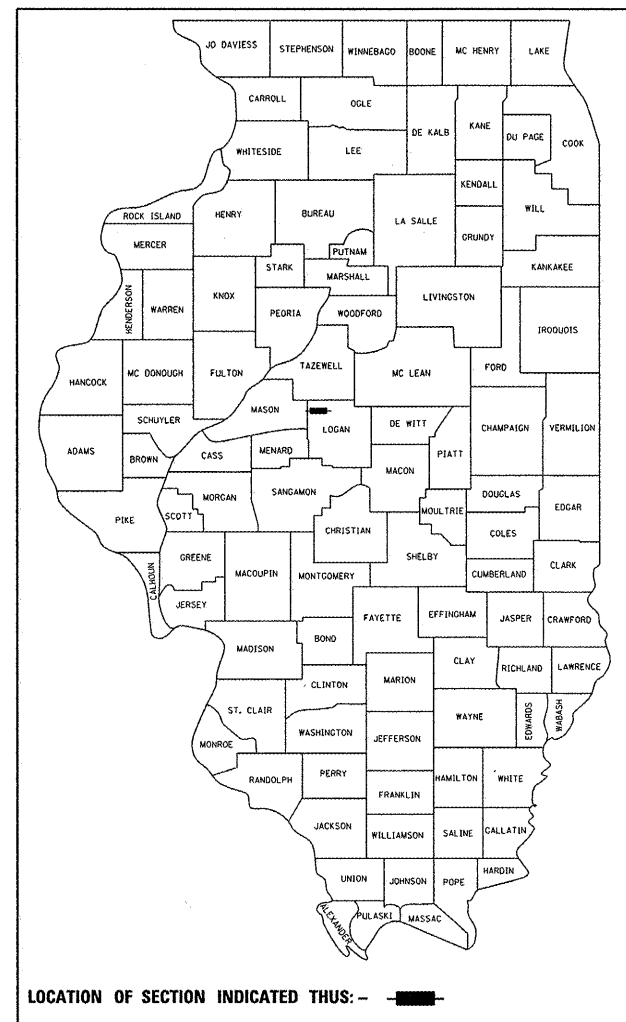 JO DAVIESS
STEPHENSON
WINNEBAGO
BOONE
MC HENRY
LAKE
CARROLL
OGLE
DE KALB
KANE
DU PAGE
COOK
WHITESIDE
LEE
KENDALL
WILL
ROCK ISLAND
HENRY
BUREAU
LA SALLE
GRUNDY
MERCER
PUTNAM
STARK
MARSHALL
KANKAKEE
HENDERSON
WARREN
KNOX
PEORIA
WOODFORD
LIVINGSTON
IROQUOIS
HANCOCK
MC DONOUGH
FULTON
TAZEWELL
MC LEAN
FORD
MASON
SCHUYLER
LOGAN
DE WITT
CHAMPAIGN
VERMILION
ADAMS
BROWN
CASS
MENARD
MACON
PIATT
PIKE
SCOTT
MORGAN
SANGAMON
CHRISTIAN
MOULTRIE
DOUGLAS
EDGAR
COLES
CALHOUN
GREENE
MACOUPIN
MONTGOMERY
SHELBY
CUMBERLAND
CLARK
JERSEY
FAYETTE
EFFINGHAM
JASPER
CRAWFORD
MADISON
BOND
CLAY
RICHLAND
LAWRENCE
CLINTON
MARION
ST. CLAIR
WASHINGTON
WAYNE
EDWARDS
WABASH
MONROE
JEFFERSON
RANDOLPH
PERRY
HAMILTON
WHITE
FRANKLIN
JACKSON
WILLIAMSON
SALINE
GALLATIN
UNION
JOHNSON
POPE
HARDIN
ALEXANDER
PULASKI
MASSAC
LOCATION OF SECTION INDICATED THUS: -